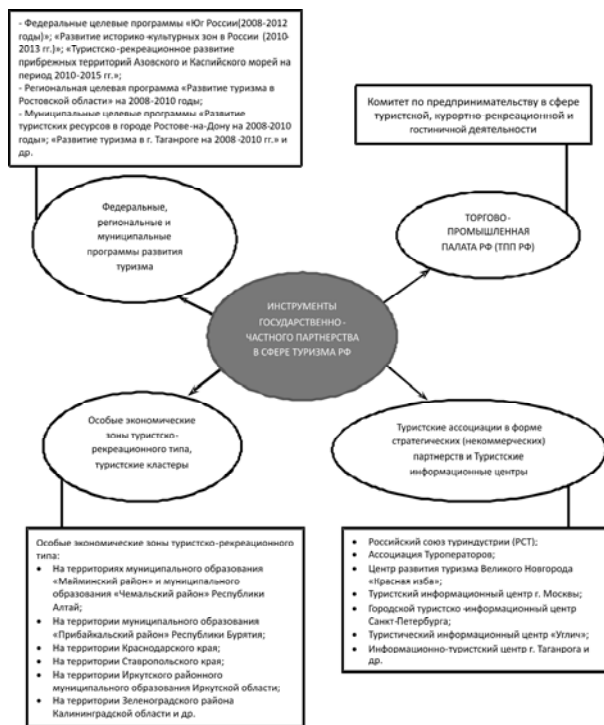 - Федеральные целевые программы «Юг России(2008-2012
годы)»; «Развитие историко-культурных зон в России (2010-
2013 гг.)»; «Туристско-рекреационное развитие
прибрежных территорий Азовского и Каспийского морей на
период 2010-2015 гг.»;
- Региональная целевая программа «Развитие туризма в
Ростовской области» на 2008-2010 годы;
- Муниципальные целевые программы «Развитие
туристских ресурсов в городе Ростове-на-Дону на 2008-2010
годы»; «Развитие туризма в г. Таганроге на 2008 -2010 гг.» и
др.
Комитет по предпринимательству в сфере
туристской, курортно-рекреационной и
гостиничной деятельности
Федеральные,
региональные и
муниципальные
программы развития
туризма
ТОРГОВО-
ПРОМЫШЛЕННАЯ
ПАЛАТА РФ (ТПП РФ)
ИНСТРУМЕНТЫ
ГОСУДАРСТВЕННО-
ЧАСТНОГО ПАРТНЕРСТВА
В СФЕРЕ ТУРИЗМА РФ
Особые экономические
зоны туристско-
рекреационного типа,
туристские кластеры
Туристские ассоциации в форме
стратегических (некоммерческих)
партнерств и Туристские
информационные центры
Особые экономические зоны туристско-рекреационного
типа:
• На территориях муниципального образования
«Майминский район» и муниципального
образования «Чемальский район» Республики
Алтай;
• На территории муниципального образования
«Прибайкальский район» Республики Бурятия;
• На территории Краснодарского края;
• На территории Ставропольского края;
• На территории Иркутского районного
муниципального образования Иркутской области;
• На территории Зеленоградского района
Калининградской области и др.
• Российский союз туриндустрии (РСТ);
• Ассоциация Туроператоров;
• Центр развития туризма Великого Новгорода
«Красная изба»;
• Туристский информационный центр г. Москвы;
• Городской туристско -информационный центр
Санкт-Петербурга;
• Туристический информационный центр «Углич»;
• Информационно-туристский центр г. Таганрога и
др.